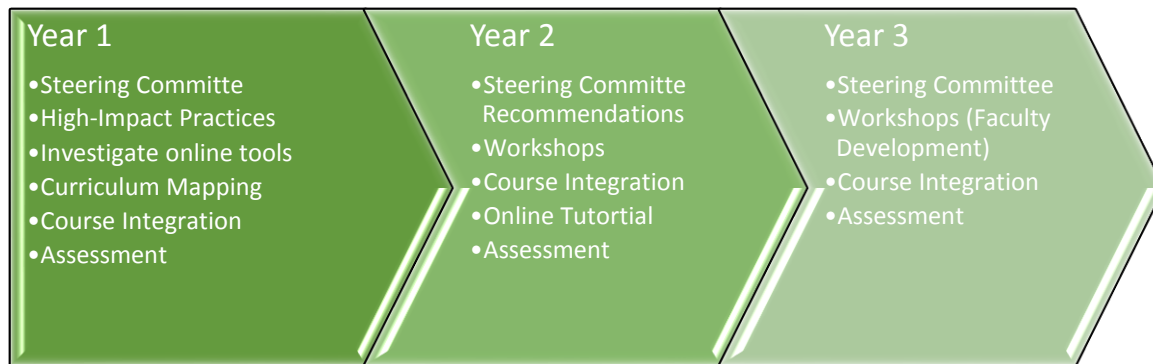 Year 1
•Steering Committe
•High-Impact Practices
•Investigate online tools
•Curriculum Mapping
•Course Integration
•Assessment
Year 2
•Steering Committe
Recommendations
•Workshops
•Course Integration
•Online Tutortial
•Assessment
Year 3
•Steering Committee
•Workshops (Faculty
Development)
•Course Integration
•Assessment